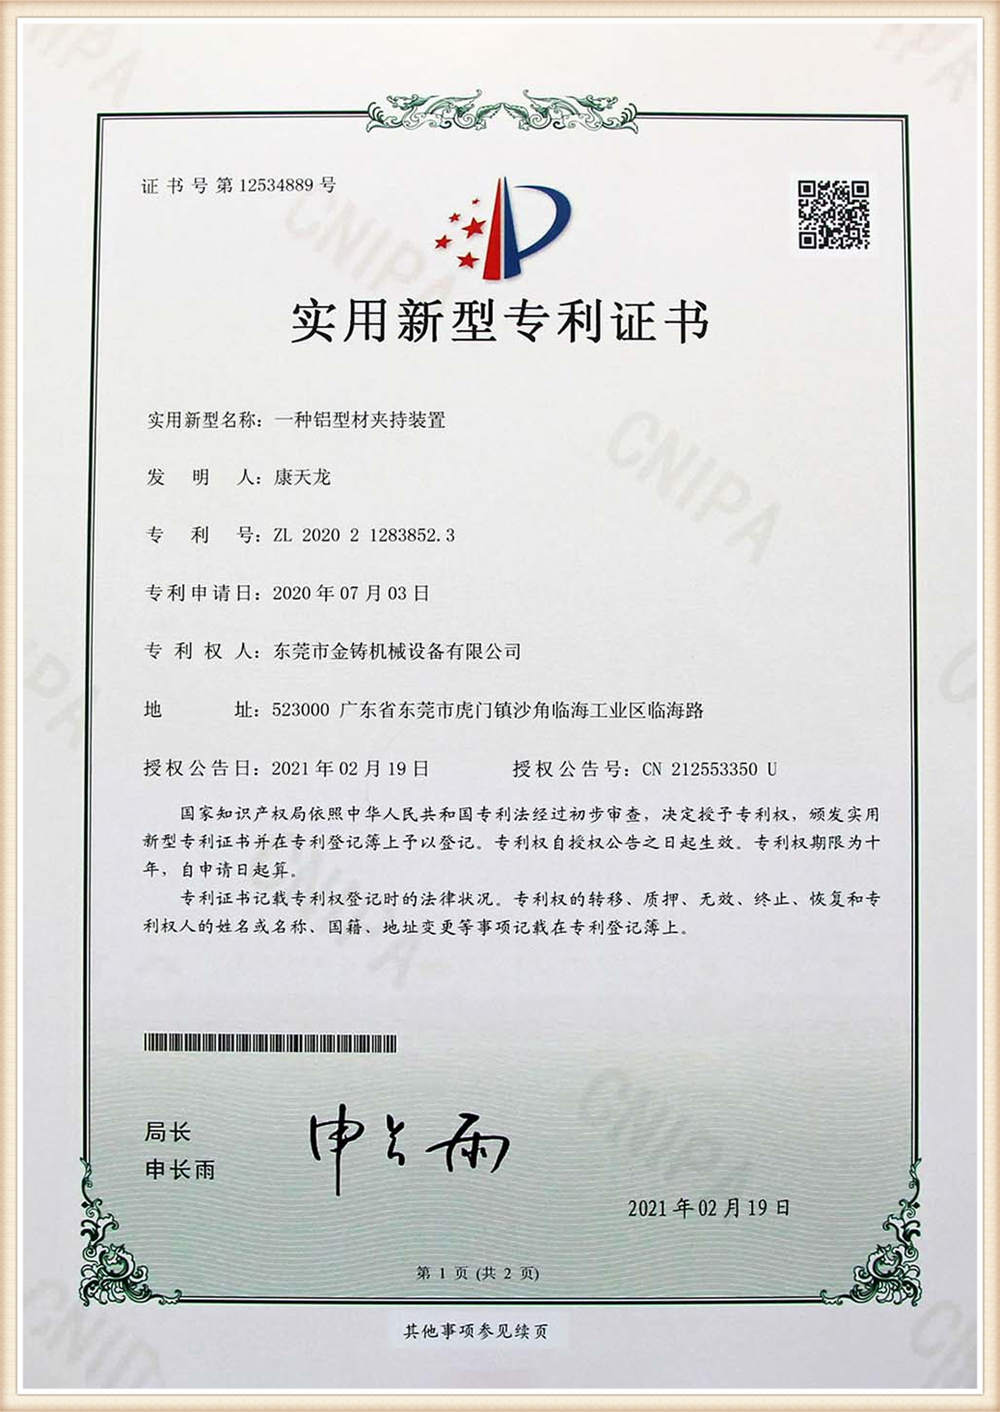 证书号第12534889号
实用新型专利证书
实用新型名称：一种铝型材夹持装置
发明人：康天龙
专利号：ZL 2020 2 1283852.3
专利申请日：2020年07月03日
专利权人：东莞市金铸机械设备有限公司
地址：523000 广东省东莞市虎门镇沙角临海工业区临海路
授权公告日：2021年02月19日 授权公告号：CN 212553350 U
国家知识产权局依照中华人民共和国专利法经过初步审查，决定授予专利权，颁发实用
新型专利证书并在专利登记簿上予以登记。专利权自授权公告之日起生效。专利权期限为十
年，自申请日起算。
专利证书记载专利权登记时的法律状况。专利权的转移、质押、无效、终止、恢复和专
利权人的姓名或名称、国籍、地址变更等事项记载在专利登记簿上。
局长
申长雨
申长雨
2021年02月19日
第 1 页 (共 2 页)
其他事项参见续页
CNIPA
CNIPA
CNIPA
CNIPA